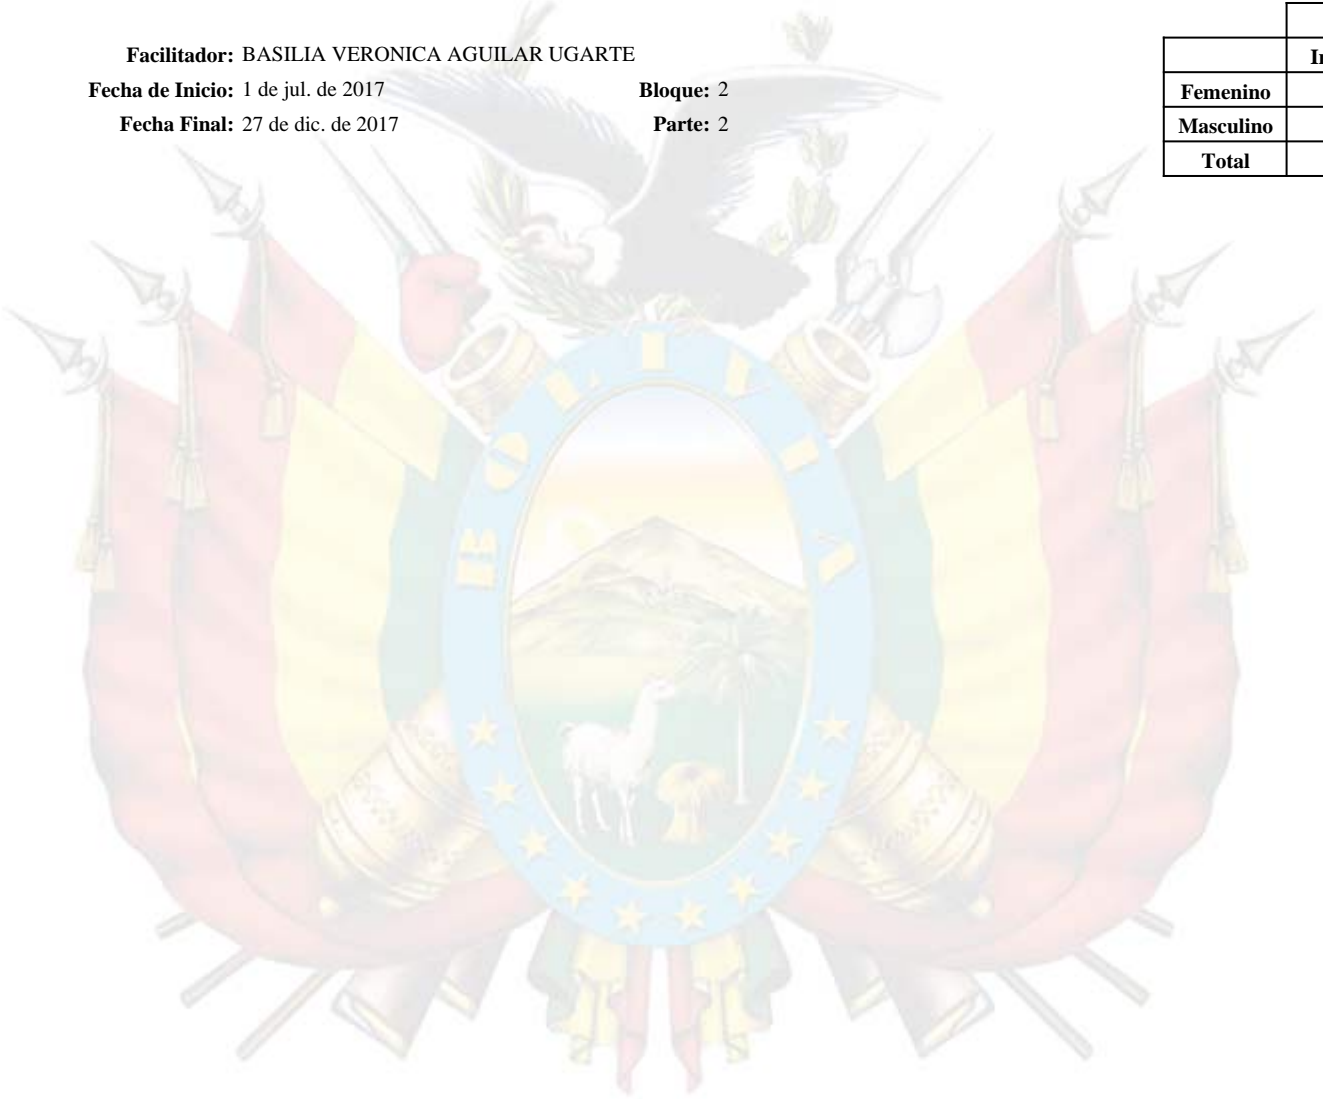 Facilitador: BASILIA VERONICA AGUILAR UGARTE
Fecha de Inicio: 1 de jul. de 2017 Bloque: 2
Femenino
Fecha Final: 27 de dic. de 2017 Parte: 2
Masculino
Total
BOLIVIA